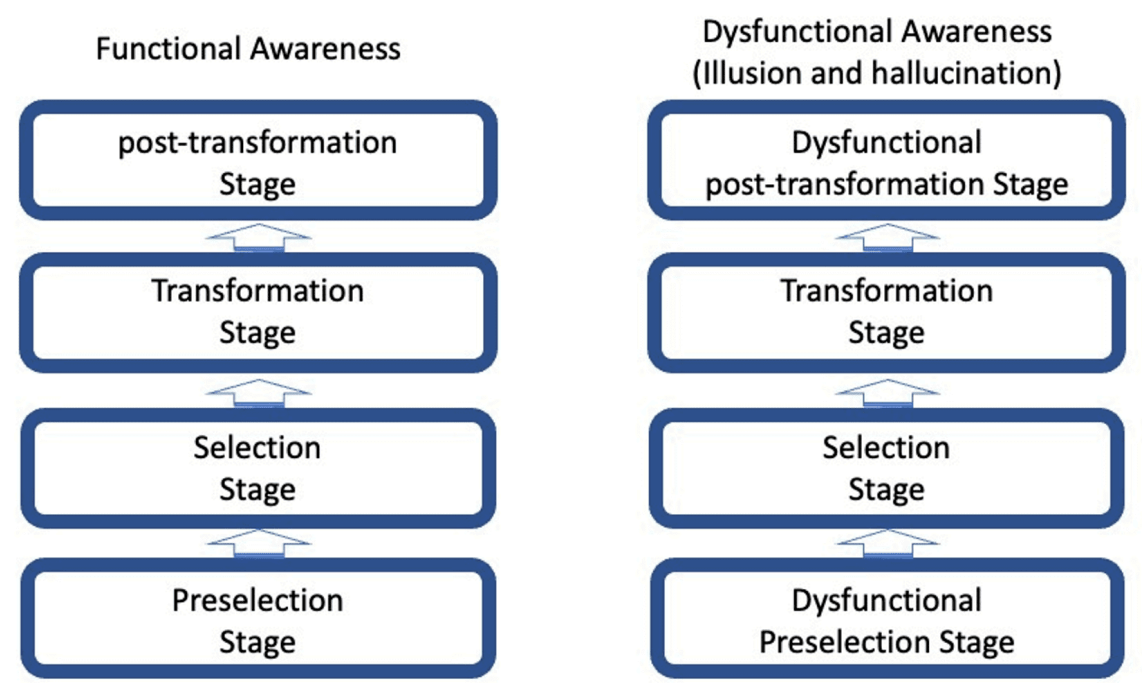 Functional Awareness
post-transformation
Stage
Transformation
Stage
Selection
Stage
Preselection
Stage
Dysfunctional Awareness
(Illusion and hallucination)
Dysfunctional
post-transformation Stage
Transformation
Stage
Selection
Stage
Dysfunctional
Preselection Stage